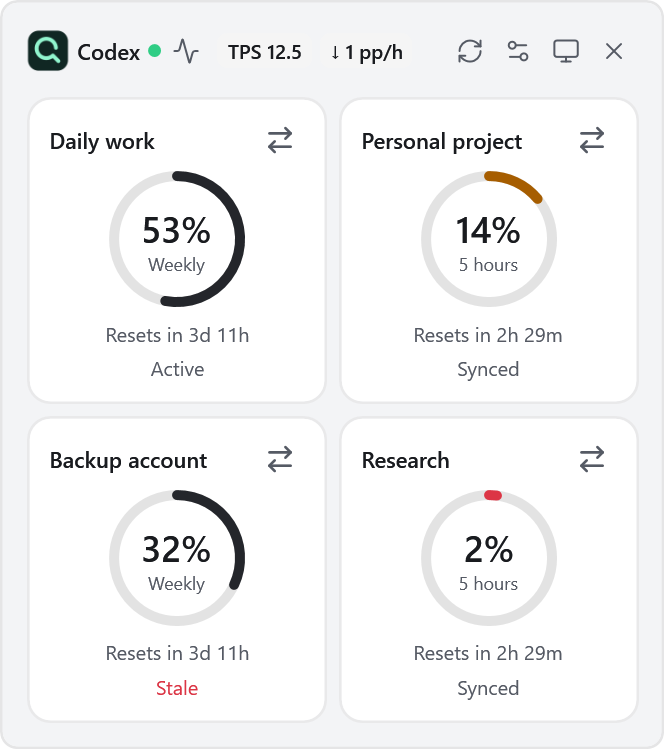 Codex TPS 12.5 ↓ 1 pp/h
Daily work
53%
Weekly
Resets in 3d 11h
Active
Personal project
14%
5 hours
Resets in 2h 29m
Synced
Backup account
32%
Weekly
Resets in 3d 11h
Stale
Research
2%
5 hours
Resets in 2h 29m
Synced